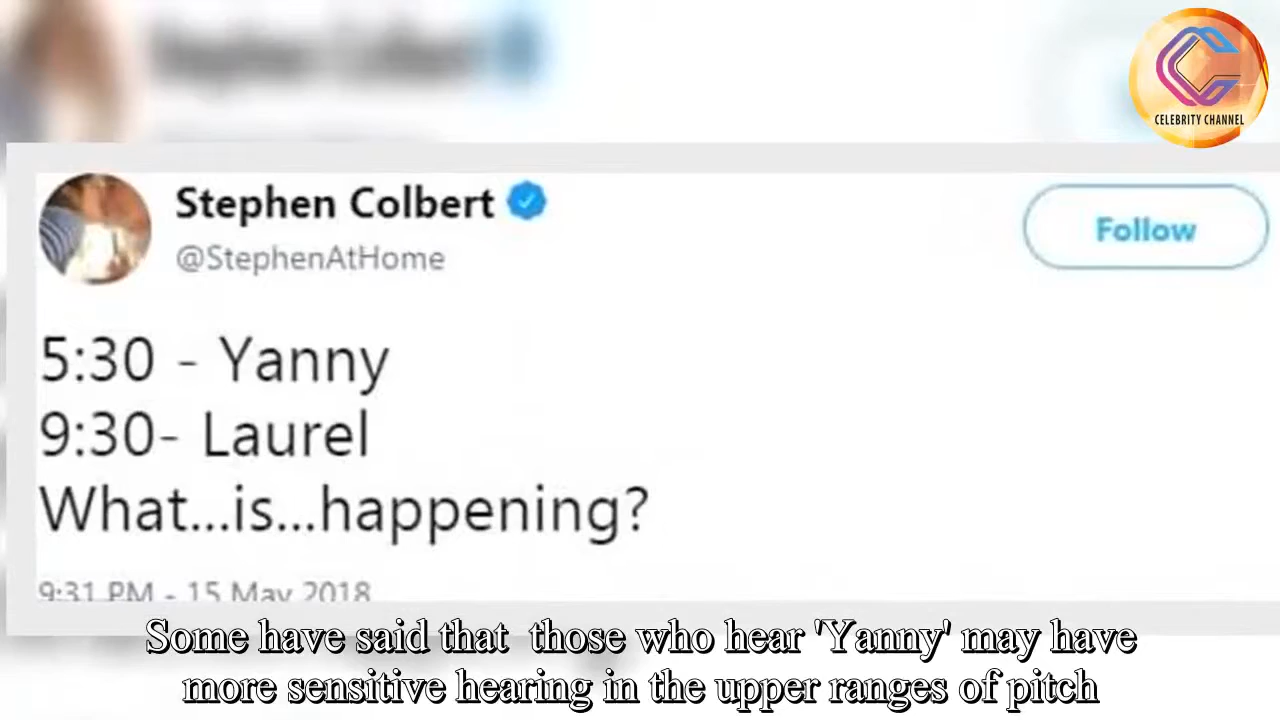 CELEBRITY CHANNEL
Stephen Colbert
@StephenAtHome
Follow
5:30 - Yanny
9:30- Laurel
What...is...happening?
9:31 PM - 15 May 2018
Some have said that those who hear 'Yanny' may have
more sensitive hearing in the upper ranges of pitch